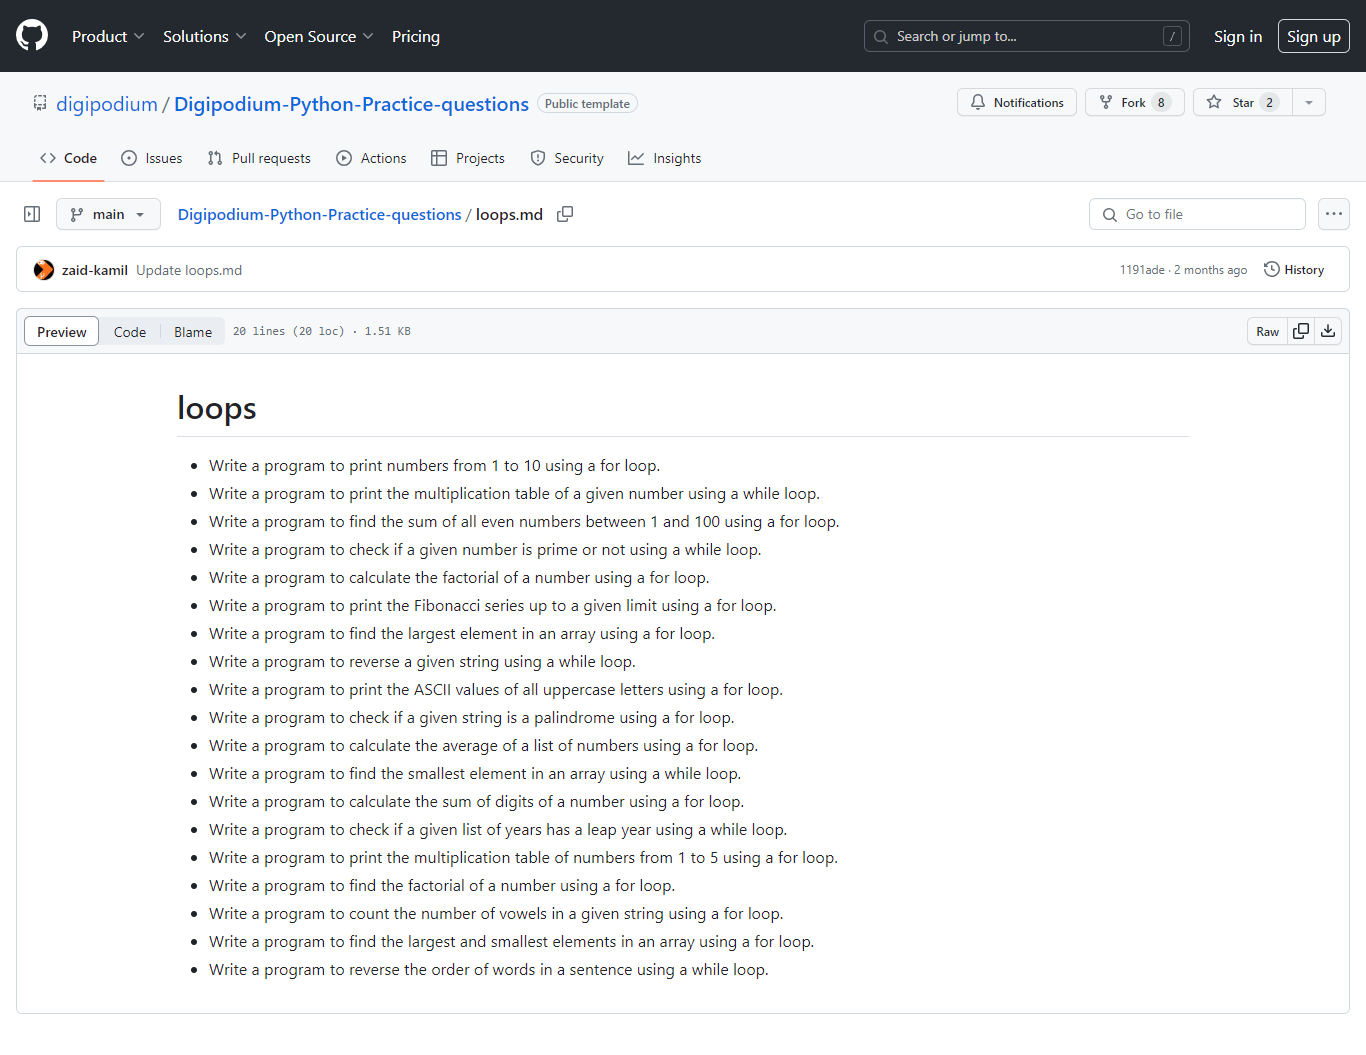 Product Solutions Open Source Pricing Search or jump to... / Sign in Sign up
digipodium / Digipodium-Python-Practice-questions Public template Notifications Fork 8 Star 2
Code Issues Pull requests Actions Projects Security Insights
main Digipodium-Python-Practice-questions / loops.md Go to file
zaid-kamil Update loops.md 1191ade · 2 months ago History
Preview Code Blame 20 lines (20 loc) · 1.51 KB Raw
loops
Write a program to print numbers from 1 to 10 using a for loop.
Write a program to print the multiplication table of a given number using a while loop.
Write a program to find the sum of all even numbers between 1 and 100 using a for loop.
Write a program to check if a given number is prime or not using a while loop.
Write a program to calculate the factorial of a number using a for loop.
Write a program to print the Fibonacci series up to a given limit using a for loop.
Write a program to find the largest element in an array using a for loop.
Write a program to reverse a given string using a while loop.
Write a program to print the ASCII values of all uppercase letters using a for loop.
Write a program to check if a given string is a palindrome using a for loop.
Write a program to calculate the average of a list of numbers using a for loop.
Write a program to find the smallest element in an array using a while loop.
Write a program to calculate the sum of digits of a number using a for loop.
Write a program to check if a given list of years has a leap year using a while loop.
Write a program to print the multiplication table of numbers from 1 to 5 using a for loop.
Write a program to find the factorial of a number using a for loop.
Write a program to count the number of vowels in a given string using a for loop.
Write a program to find the largest and smallest elements in an array using a for loop.
Write a program to reverse the order of words in a sentence using a while loop.